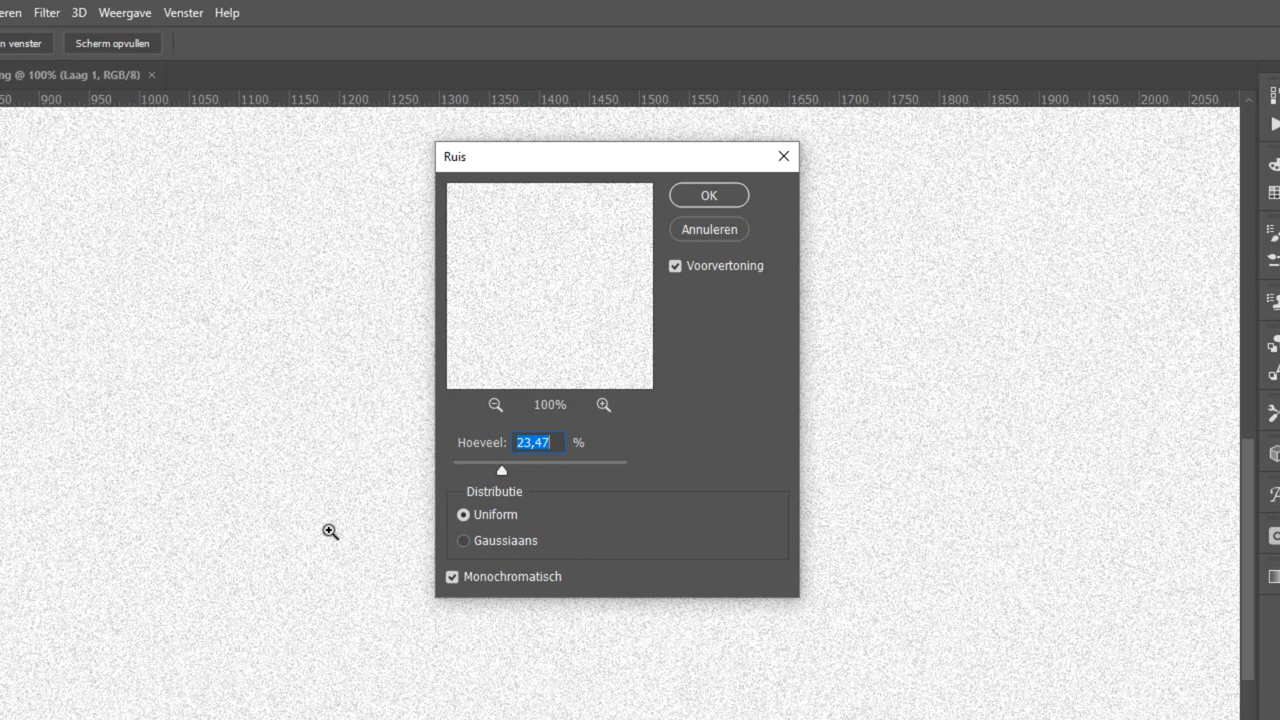 eren Filter 3D Weergave Venster Help
n venster Scherm opvullen
ng @ 100% (Laag 1, RGB/8) ×
50 900 950 1000 1050 1100 1150 1200 1250 1300 1350 1400 1450 1500 1550 1600 1650 1700 1750 1800 1850 1900 1950 2000 2050
Ruis
OK
Annuleren
Voorvertoning
100%
Hoeveel: 23,47 %
Distributie
Uniform
Gaussiaans
Monochromatisch